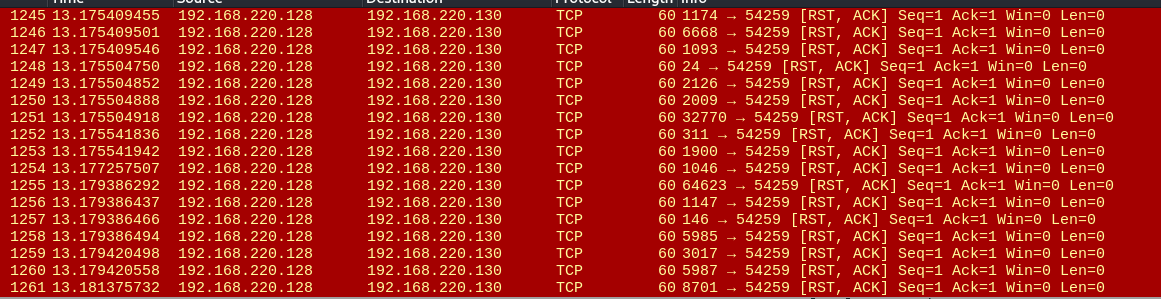 Time Source Destination Protocol Length Info
1245 13.175409455 192.168.220.128 192.168.220.130 TCP 60 1174 → 54259 [RST, ACK] Seq=1 Ack=1 Win=0 Len=0
1246 13.175409501 192.168.220.128 192.168.220.130 TCP 60 6668 → 54259 [RST, ACK] Seq=1 Ack=1 Win=0 Len=0
1247 13.175409546 192.168.220.128 192.168.220.130 TCP 60 1093 → 54259 [RST, ACK] Seq=1 Ack=1 Win=0 Len=0
1248 13.175504750 192.168.220.128 192.168.220.130 TCP 60 24 → 54259 [RST, ACK] Seq=1 Ack=1 Win=0 Len=0
1249 13.175504852 192.168.220.128 192.168.220.130 TCP 60 2126 → 54259 [RST, ACK] Seq=1 Ack=1 Win=0 Len=0
1250 13.175504888 192.168.220.128 192.168.220.130 TCP 60 2009 → 54259 [RST, ACK] Seq=1 Ack=1 Win=0 Len=0
1251 13.175504918 192.168.220.128 192.168.220.130 TCP 60 32770 → 54259 [RST, ACK] Seq=1 Ack=1 Win=0 Len=0
1252 13.175541836 192.168.220.128 192.168.220.130 TCP 60 311 → 54259 [RST, ACK] Seq=1 Ack=1 Win=0 Len=0
1253 13.175541942 192.168.220.128 192.168.220.130 TCP 60 1900 → 54259 [RST, ACK] Seq=1 Ack=1 Win=0 Len=0
1254 13.177257507 192.168.220.128 192.168.220.130 TCP 60 1046 → 54259 [RST, ACK] Seq=1 Ack=1 Win=0 Len=0
1255 13.179386292 192.168.220.128 192.168.220.130 TCP 60 64623 → 54259 [RST, ACK] Seq=1 Ack=1 Win=0 Len=0
1256 13.179386437 192.168.220.128 192.168.220.130 TCP 60 1147 → 54259 [RST, ACK] Seq=1 Ack=1 Win=0 Len=0
1257 13.179386466 192.168.220.128 192.168.220.130 TCP 60 146 → 54259 [RST, ACK] Seq=1 Ack=1 Win=0 Len=0
1258 13.179386494 192.168.220.128 192.168.220.130 TCP 60 5985 → 54259 [RST, ACK] Seq=1 Ack=1 Win=0 Len=0
1259 13.179420498 192.168.220.128 192.168.220.130 TCP 60 3017 → 54259 [RST, ACK] Seq=1 Ack=1 Win=0 Len=0
1260 13.179420558 192.168.220.128 192.168.220.130 TCP 60 5987 → 54259 [RST, ACK] Seq=1 Ack=1 Win=0 Len=0
1261 13.181375732 192.168.220.128 192.168.220.130 TCP 60 8701 → 54259 [RST, ACK] Seq=1 Ack=1 Win=0 Len=0